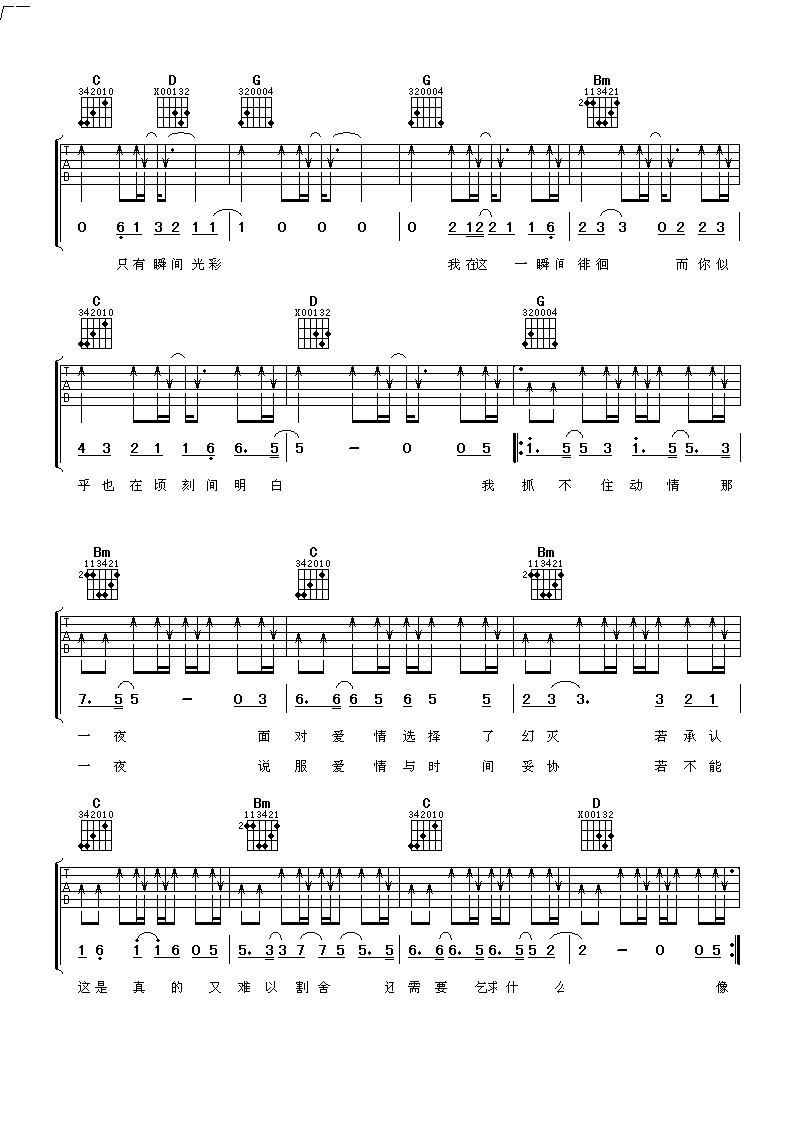 C D G G Bm
342010 X00132 320004 320004 2 113421
T A B
0 6 1 3 2 1 1 | 1 0 0 0 | 0 2 1 2 2 1 1 6 | 2 3 3 0 2 2 3
只有 瞬间 光彩 我在这 一 瞬间 徘徊 而你似
C D G
342010 X00132 320004
T A B
4 3 2 1 1 6 6. 5 | 5 - 0 0 5 |: 1. 5 5 3 1. 5 5. 3
乎也在顷刻间明白 我 抓不住动情那
Bm C Bm
2 113421 342010 2 113421
T A B
7. 5 5 - 0 3 | 6. 6 6 5 6 5 5 | 2 3 3. 3 2 1
一夜 面对爱情选择了幻灭 若承认
一夜 说服爱情与时间妥协 若不能
C Bm C D
342010 2 113421 342010 X00132
T A B
1 6 1 1 6 0 5 | 5. 3 3 7 7 5 5. 5 | 6. 6 6. 5 6. 5 5 2 | 2 - 0 0 5 :|
这是真的又难以割舍 还需要乞求什么 像